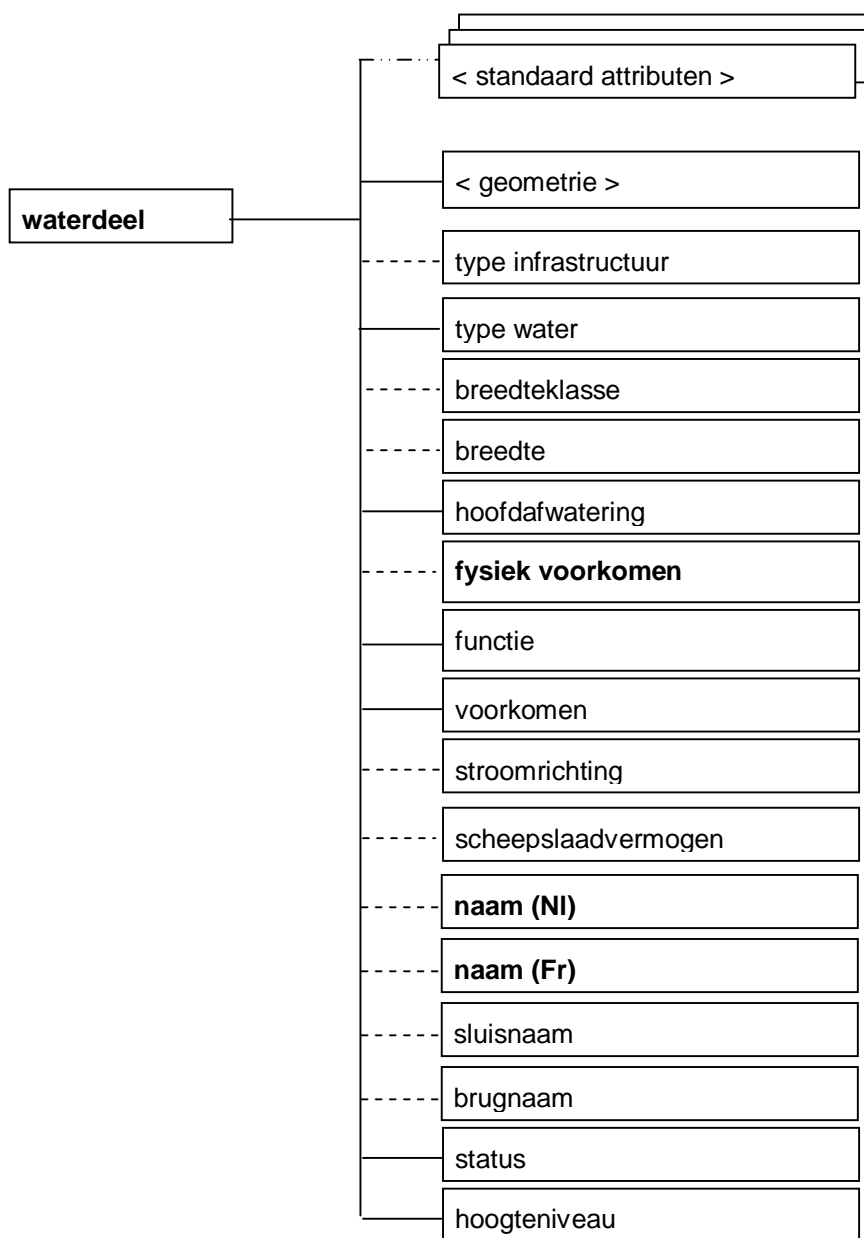 < standaard attributen >
< geometrie >
waterdeel
type infrastructuur
type water
breedteklasse
breedte
hoofdafwatering
fysiek voorkomen
functie
voorkomen
stroomrichting
scheepslaadvermogen
naam (Nl)
naam (Fr)
sluisnaam
brugnaam
status
hoogteniveau